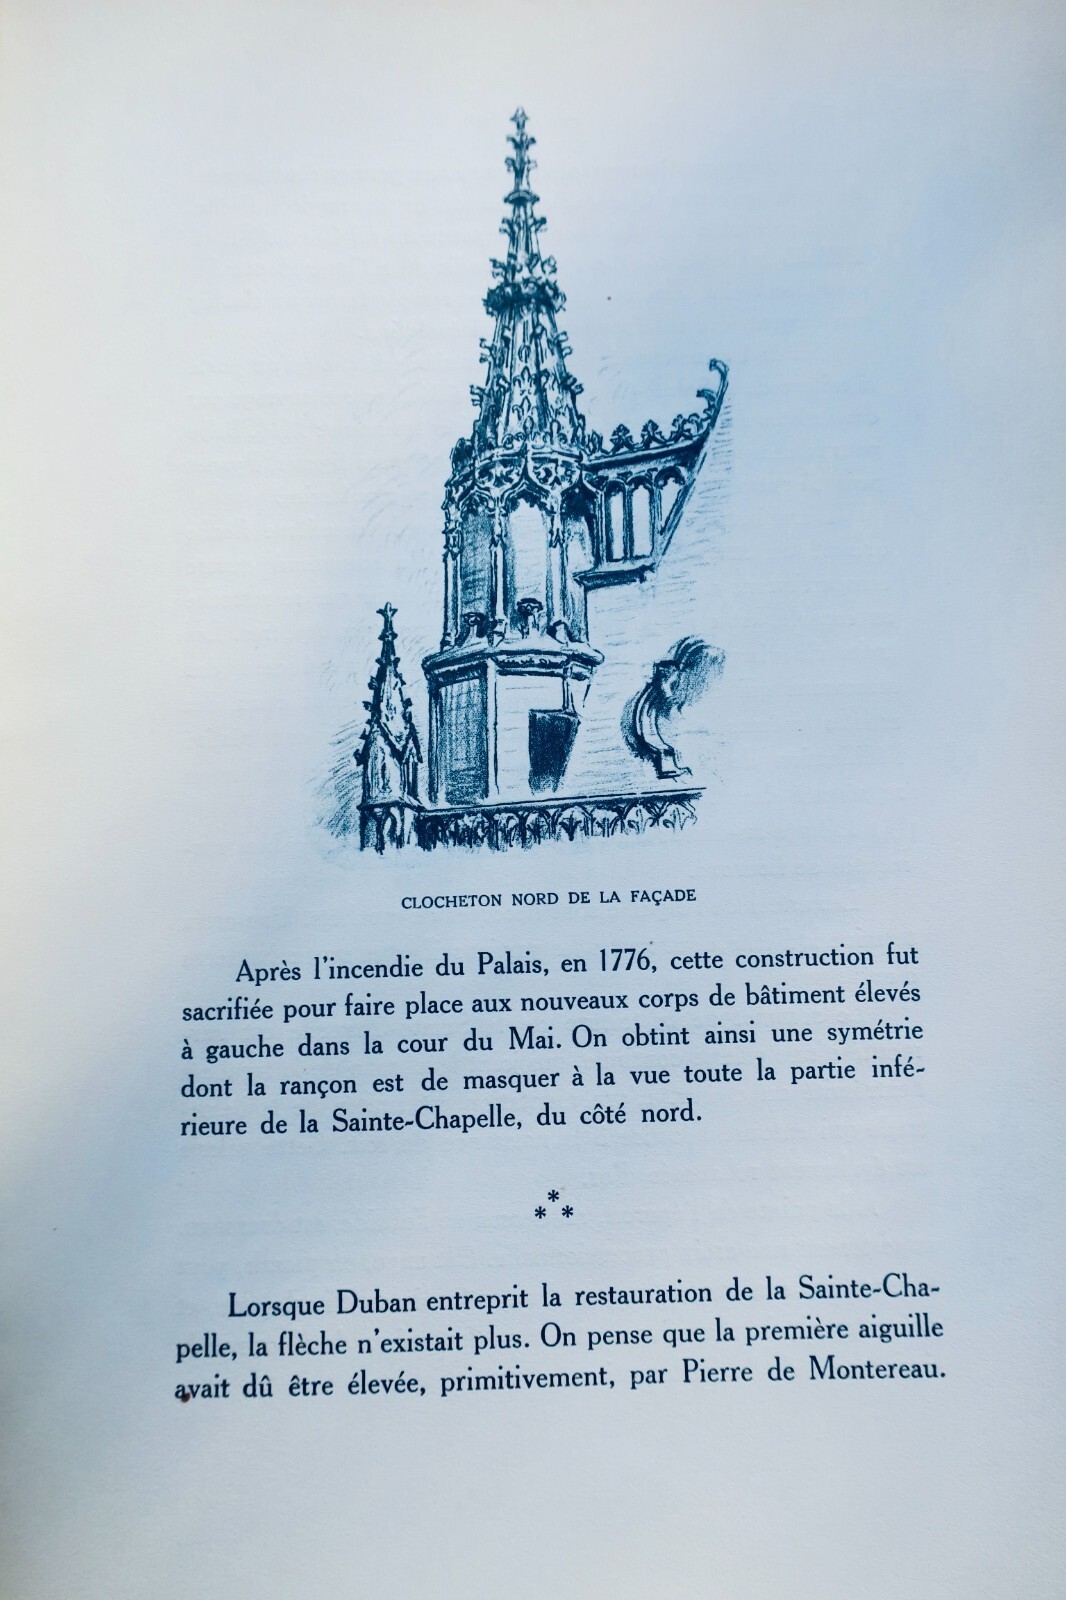 CLOCHETON NORD DE LA FAÇADE
Après l'incendie du Palais, en 1776, cette construction fut
sacrifiée pour faire place aux nouveaux corps de bâtiment élevés
à gauche dans la cour du Mai. On obtint ainsi une symétrie
dont la rançon est de masquer à la vue toute la partie infé-
rieure de la Sainte-Chapelle, du côté nord.
*
* *
Lorsque Duban entreprit la restauration de la Sainte-Cha-
pelle, la flèche n'existait plus. On pense que la première aiguille
avait dû être élevée, primitivement, par Pierre de Montereau.